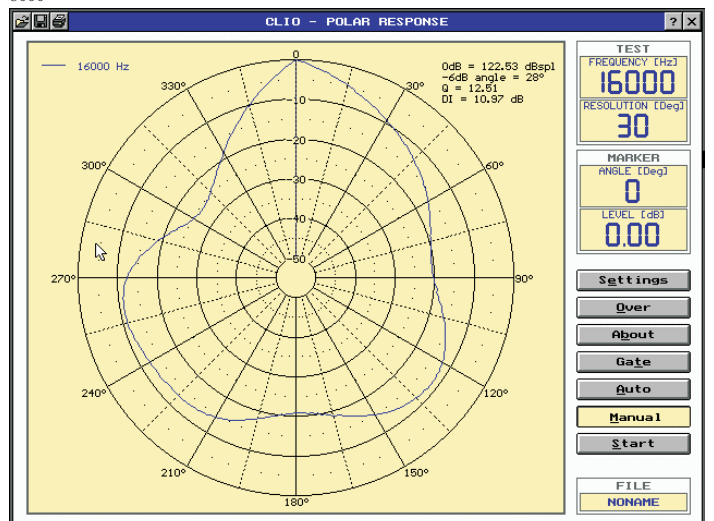 CLIO - POLAR RESPONSE
? X
16000 Hz
0dB = 122.53 dBspl
-6dB angle = 28°
Q = 12.51
DI = 10.97 dB
0
30°
60°
90°
120°
150°
180°
210°
240°
270°
300°
330°
-10
-20
-30
-40
-50
TEST
FREQUENCY [Hz]
16000
RESOLUTION [Deg]
30
MARKER
ANGLE [Deg]
0
LEVEL [dB]
0.00
Settings
Over
About
Gate
Auto
Manual
Start
FILE
NONAME